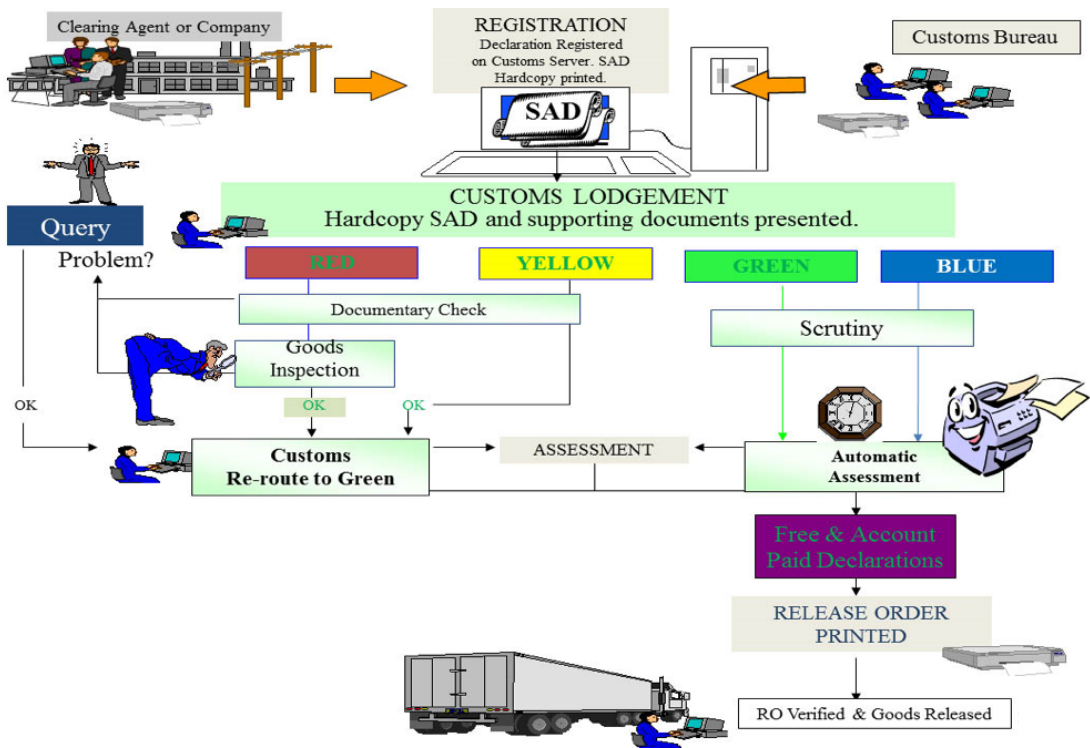 Clearing Agent or Company
REGISTRATION
Declaration Registered
on Customs Server. SAD
Hardcopy printed.
Customs Bureau
SAD
CUSTOMS LODGEMENT
Hardcopy SAD and supporting documents presented.
Query
Problem?
RED
YELLOW
GREEN
BLUE
Documentary Check
Scrutiny
Goods
Inspection
OK
OK
OK
Customs
Re-route to Green
ASSESSMENT
Automatic
Assessment
Free & Account
Paid Declarations
RELEASE ORDER
PRINTED
RO Verified & Goods Released